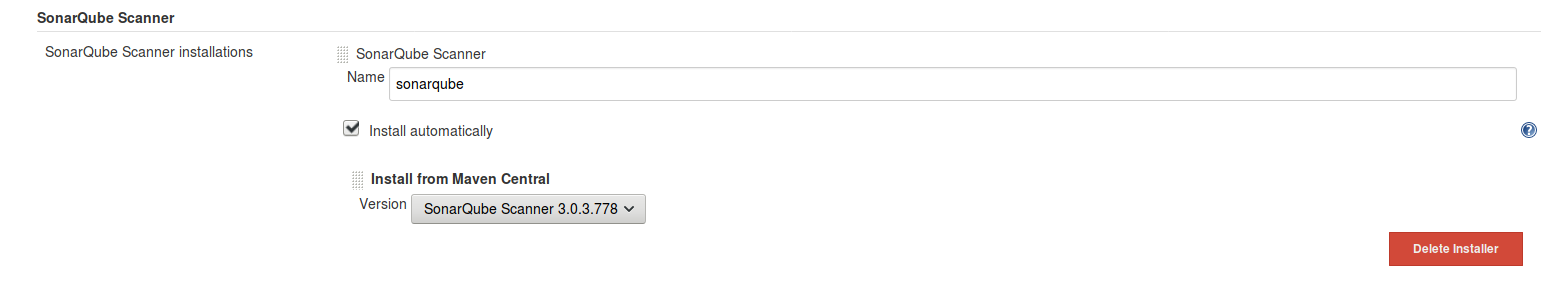 SonarQube Scanner
SonarQube Scanner installations
SonarQube Scanner
Name
sonarqube
Install automatically
?
Install from Maven Central
Version
SonarQube Scanner 3.0.3.778
Delete Installer